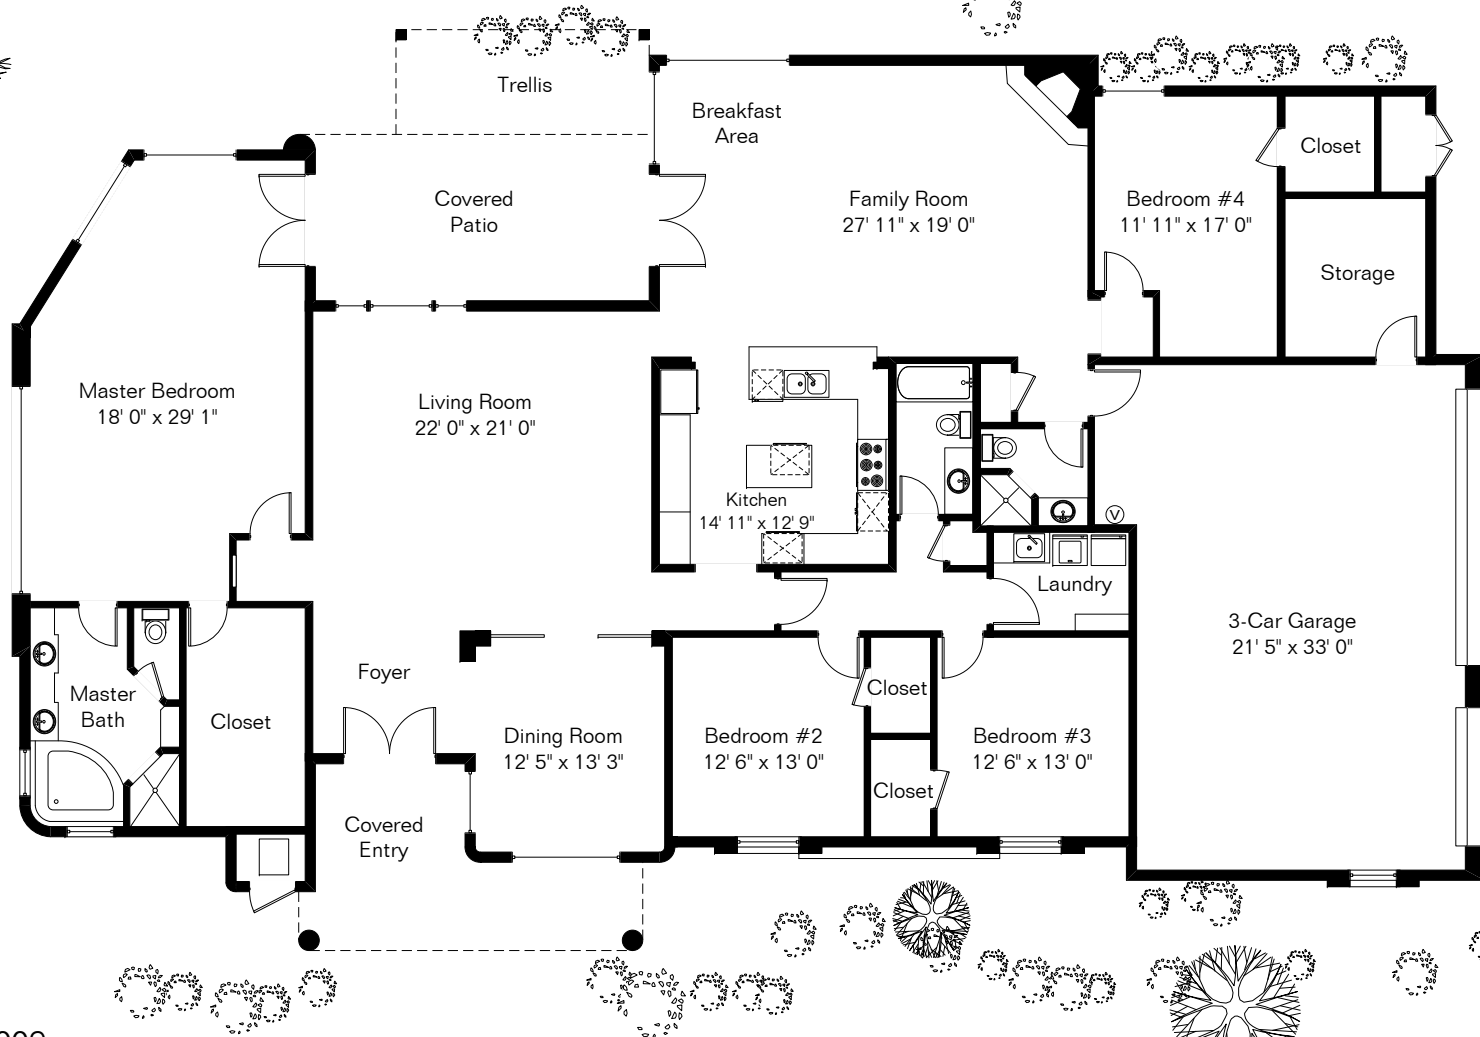 Trellis
Breakfast
Area
Closet
Covered
Patio
Family Room
27' 11" x 19' 0"
Bedroom #4
11' 11" x 17' 0"
Storage
Master Bedroom
18' 0" x 29' 1"
Living Room
22' 0" x 21' 0"
Kitchen
14' 11" x 12' 9"
V
Laundry
3-Car Garage
21' 5" x 33' 0"
Foyer
Master
Bath
Closet
Closet
Dining Room
12' 5" x 13' 3"
Bedroom #2
12' 6" x 13' 0"
Bedroom #3
12' 6" x 13' 0"
Closet
Covered
Entry